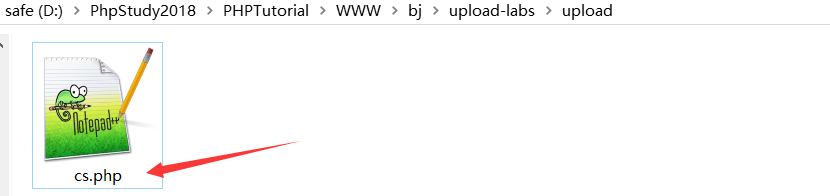 safe (D:) > PhpStudy2018 > PHPTutorial > WWW > bj > upload-labs > upload
Notepad++
cs.php